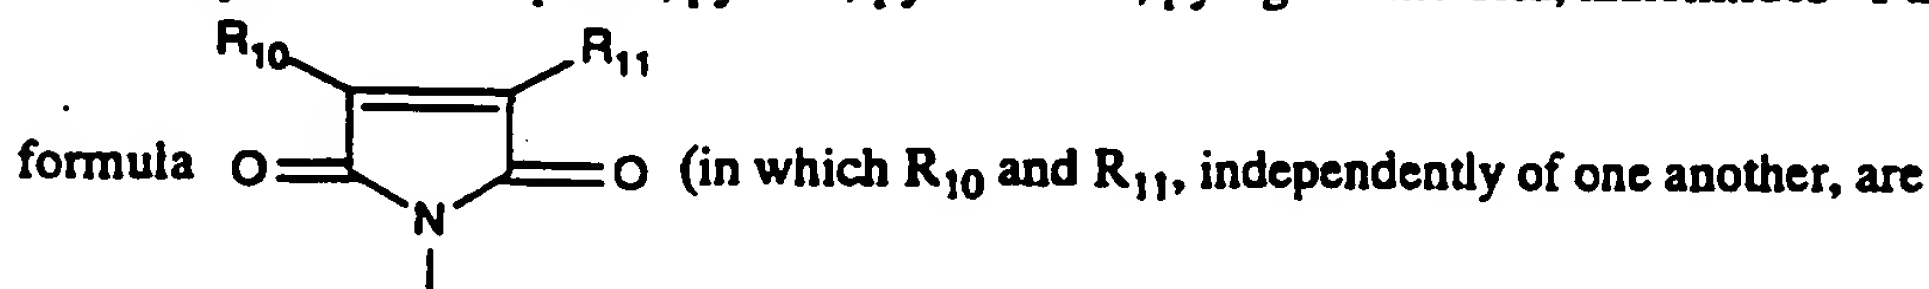 R10 R11
formula O O (in which R10 and R11, independently of one another, are
N